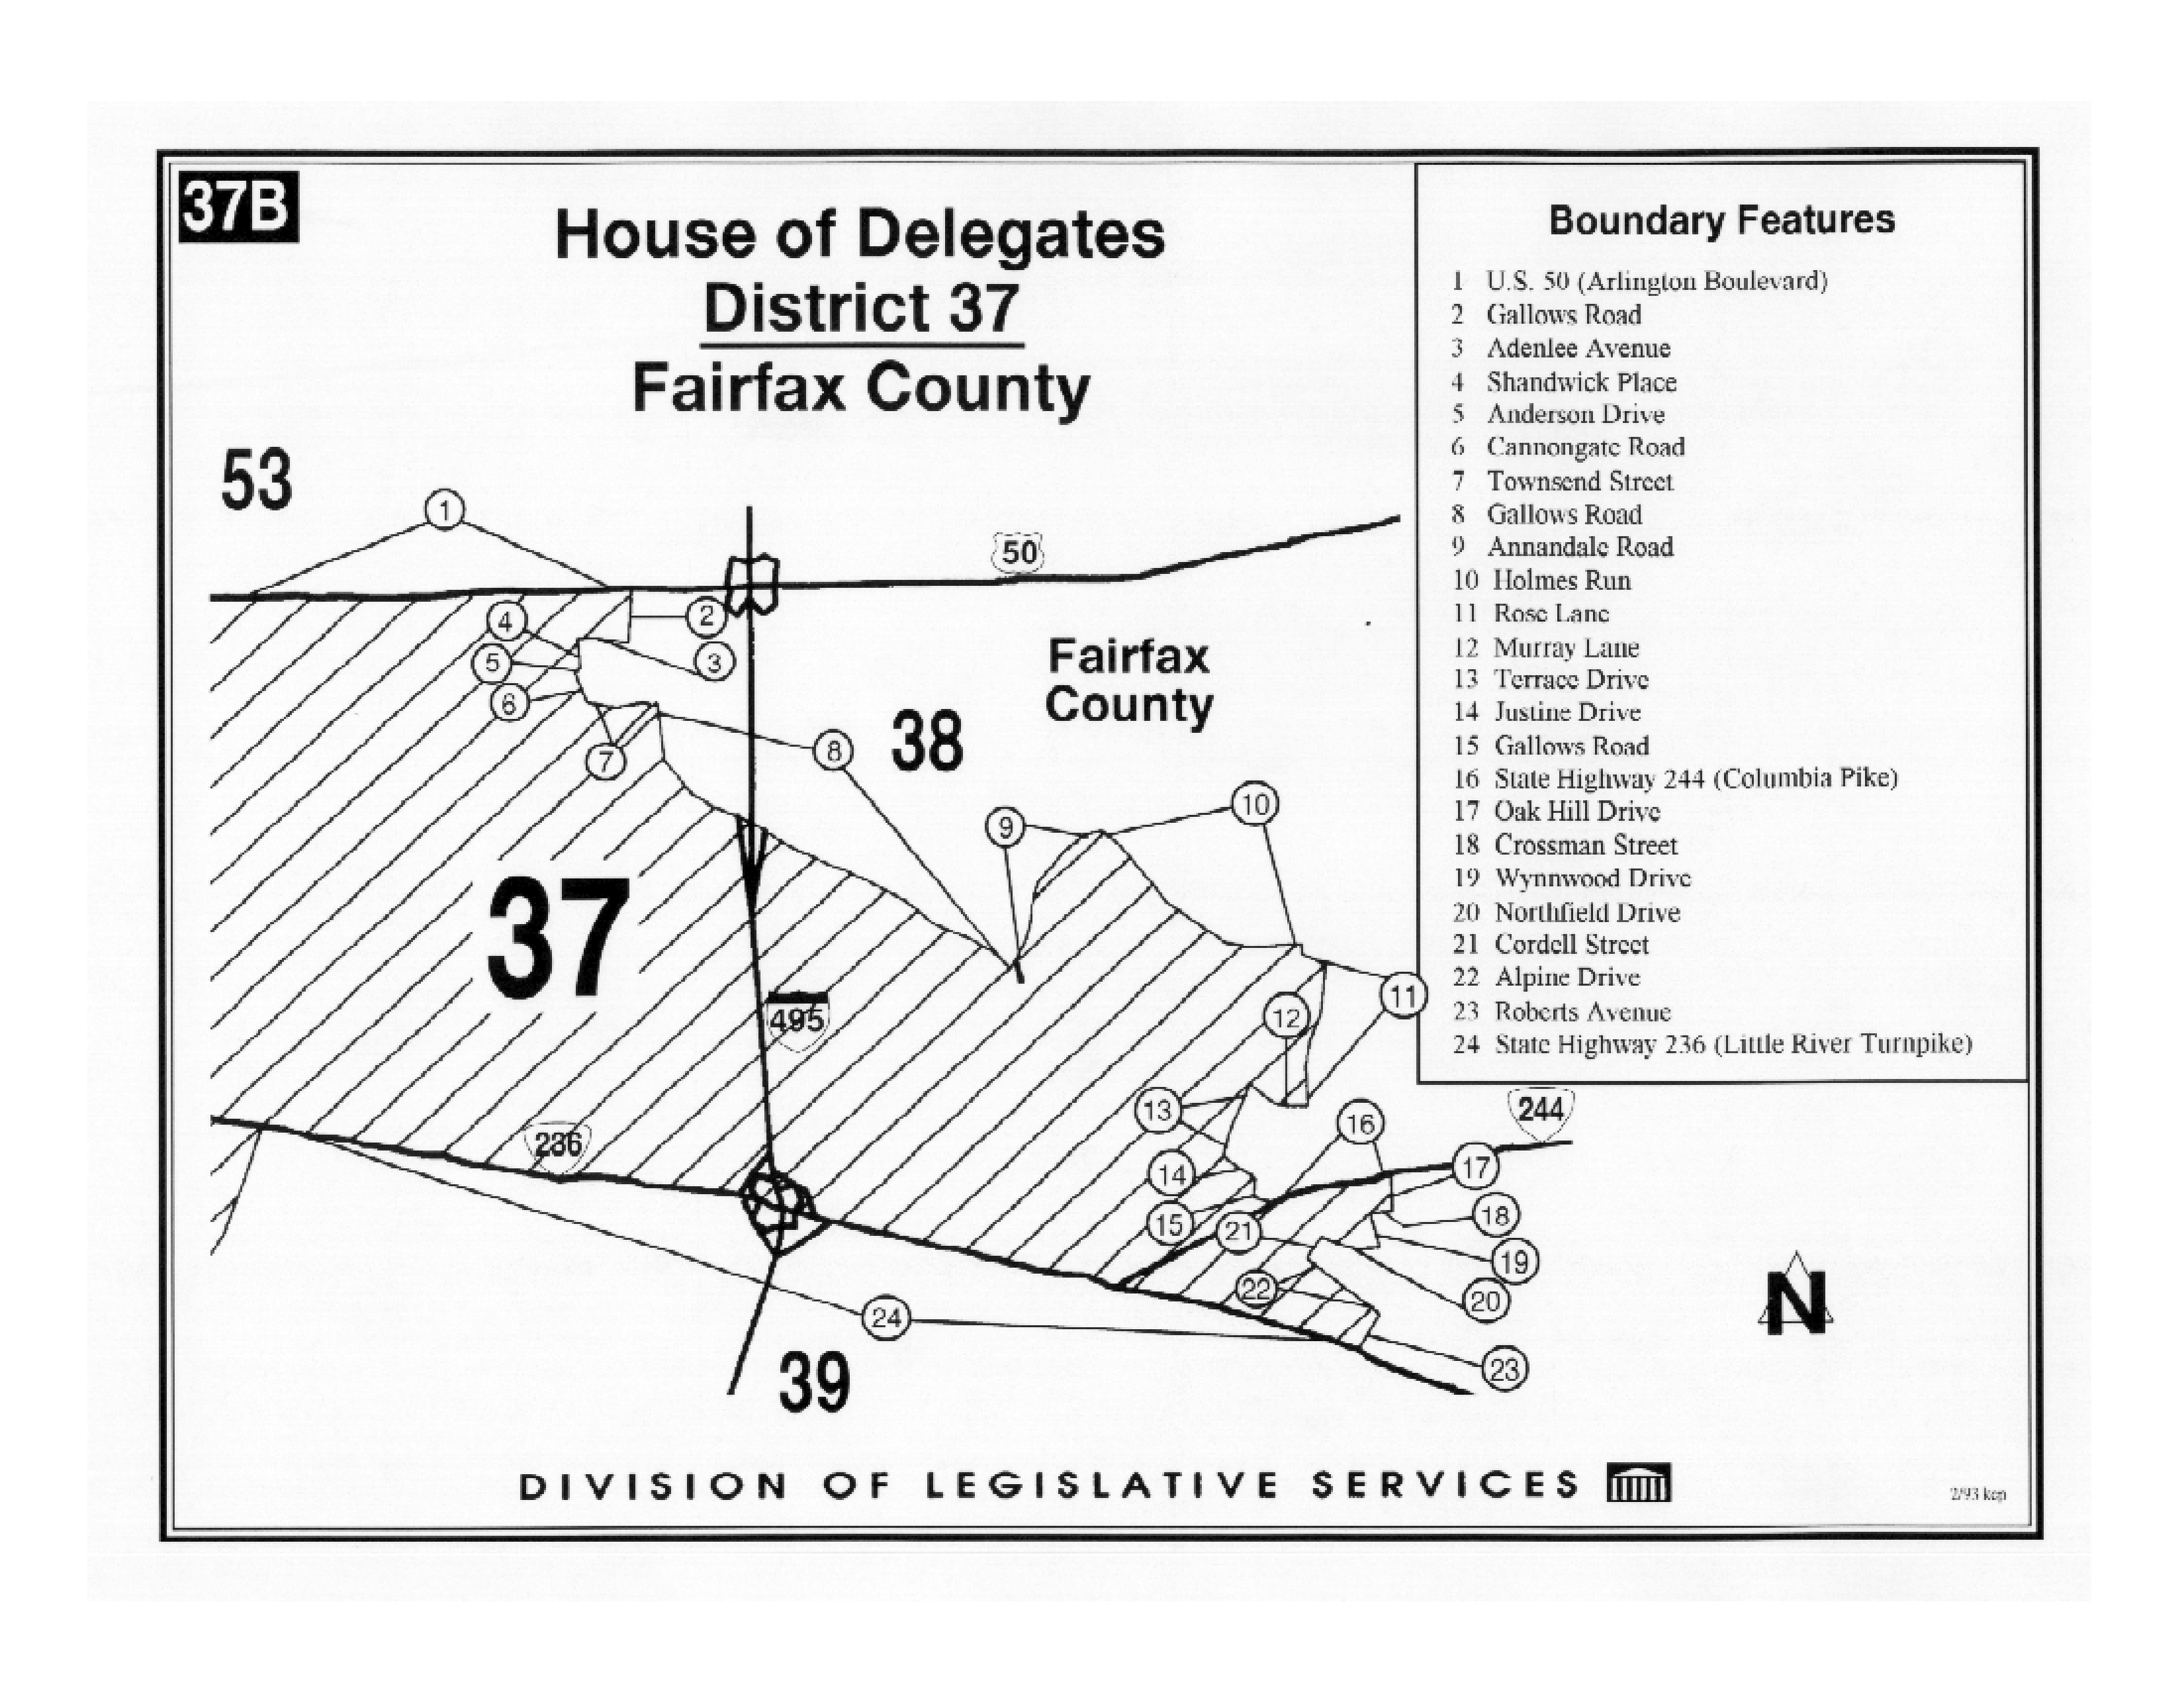 37B
House of Delegates
District 37
Fairfax County
Boundary Features
1 U.S. 50 (Arlington Boulevard)
2 Gallows Road
3 Adenlee Avenue
4 Shandwick Place
5 Anderson Drive
6 Cannongate Road
7 Townsend Street
8 Gallows Road
9 Annandale Road
10 Holmes Run
11 Rose Lane
12 Murray Lane
13 Terrace Drive
14 Justine Drive
15 Gallows Road
16 State Highway 244 (Columbia Pike)
17 Oak Hill Drive
18 Crossman Street
19 Wynnwood Drive
20 Northfield Drive
21 Cordell Street
22 Alpine Drive
23 Roberts Avenue
24 State Highway 236 (Little River Turnpike)
53
1
50
2
4
3
5
6
Fairfax
County
38
7
8
9
10
37
495
11
12
13
244
236
16
14
17
15
21
18
19
22
20
24
23
39
N
DIVISION OF LEGISLATIVE SERVICES
2/93 kcp